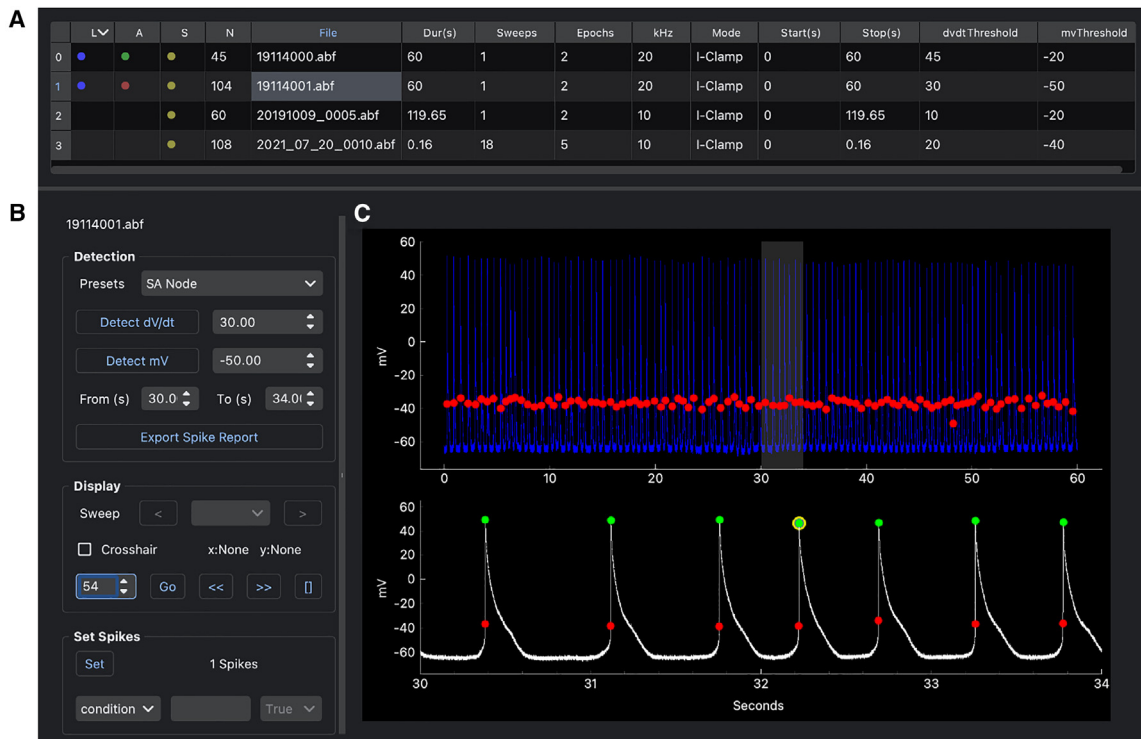 A
L A S N File Dur(s) Sweeps Epochs kHz Mode Start(s) Stop(s) dvdtThreshold mvThreshold
0 45 19114000.abf 60 1 2 20 I-Clamp 0 60 45 -20
1 104 19114001.abf 60 1 2 20 I-Clamp 0 60 30 -50
2 60 20191009_0005.abf 119.65 1 2 10 I-Clamp 0 119.65 10 -20
3 108 2021_07_20_0010.abf 0.16 18 5 10 I-Clamp 0 0.16 20 -40
B
19114001.abf
Detection
Presets SA Node
Detect dV/dt 30.00
Detect mV -50.00
From (s) 30.0 To (s) 34.0
Export Spike Report
Display
Sweep < >
Crosshair x:None y:None
54 Go << >> []
Set Spikes
Set 1 Spikes
condition True
C
60
40
20
0
-20
-40
-60
mV
0 10 20 30 40 50 60
60
40
20
0
-20
-40
-60
mV
30 31 32 33 34
Seconds